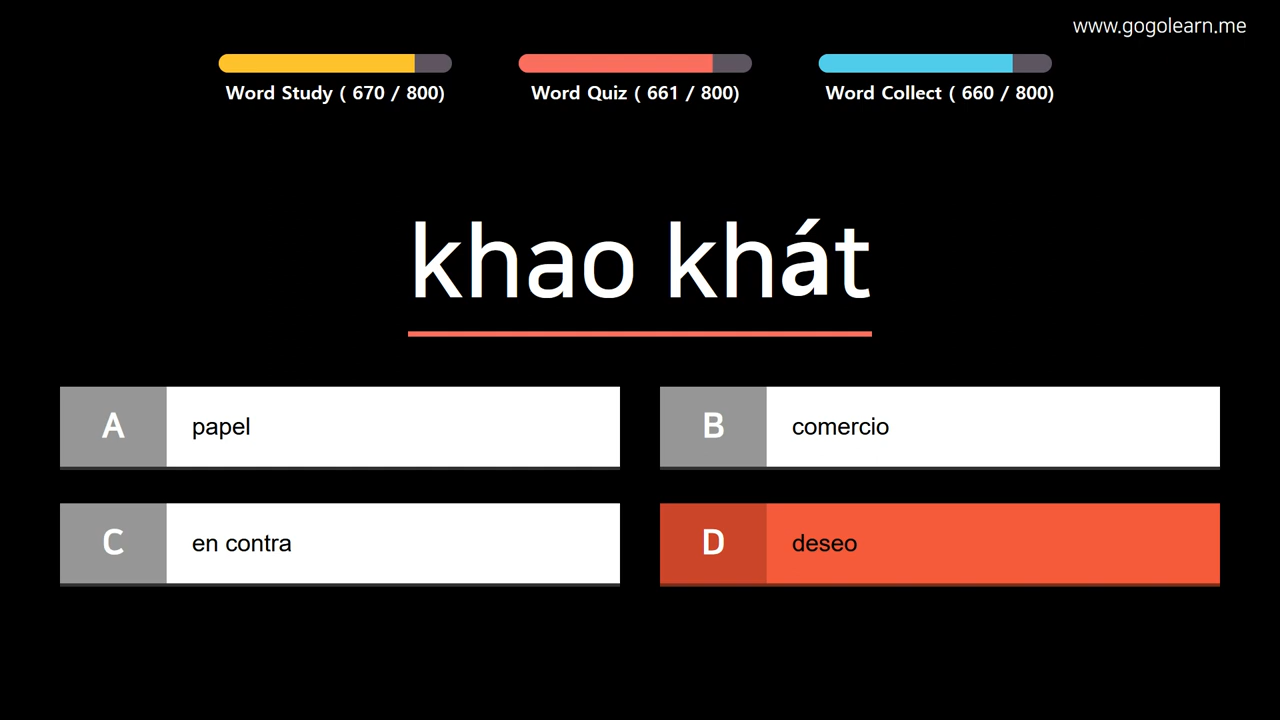 www.gogolearn.me
Word Study ( 670 / 800)
Word Quiz ( 661 / 800)
Word Collect ( 660 / 800)
khao khát
A papel
B comercio
C en contra
D deseo